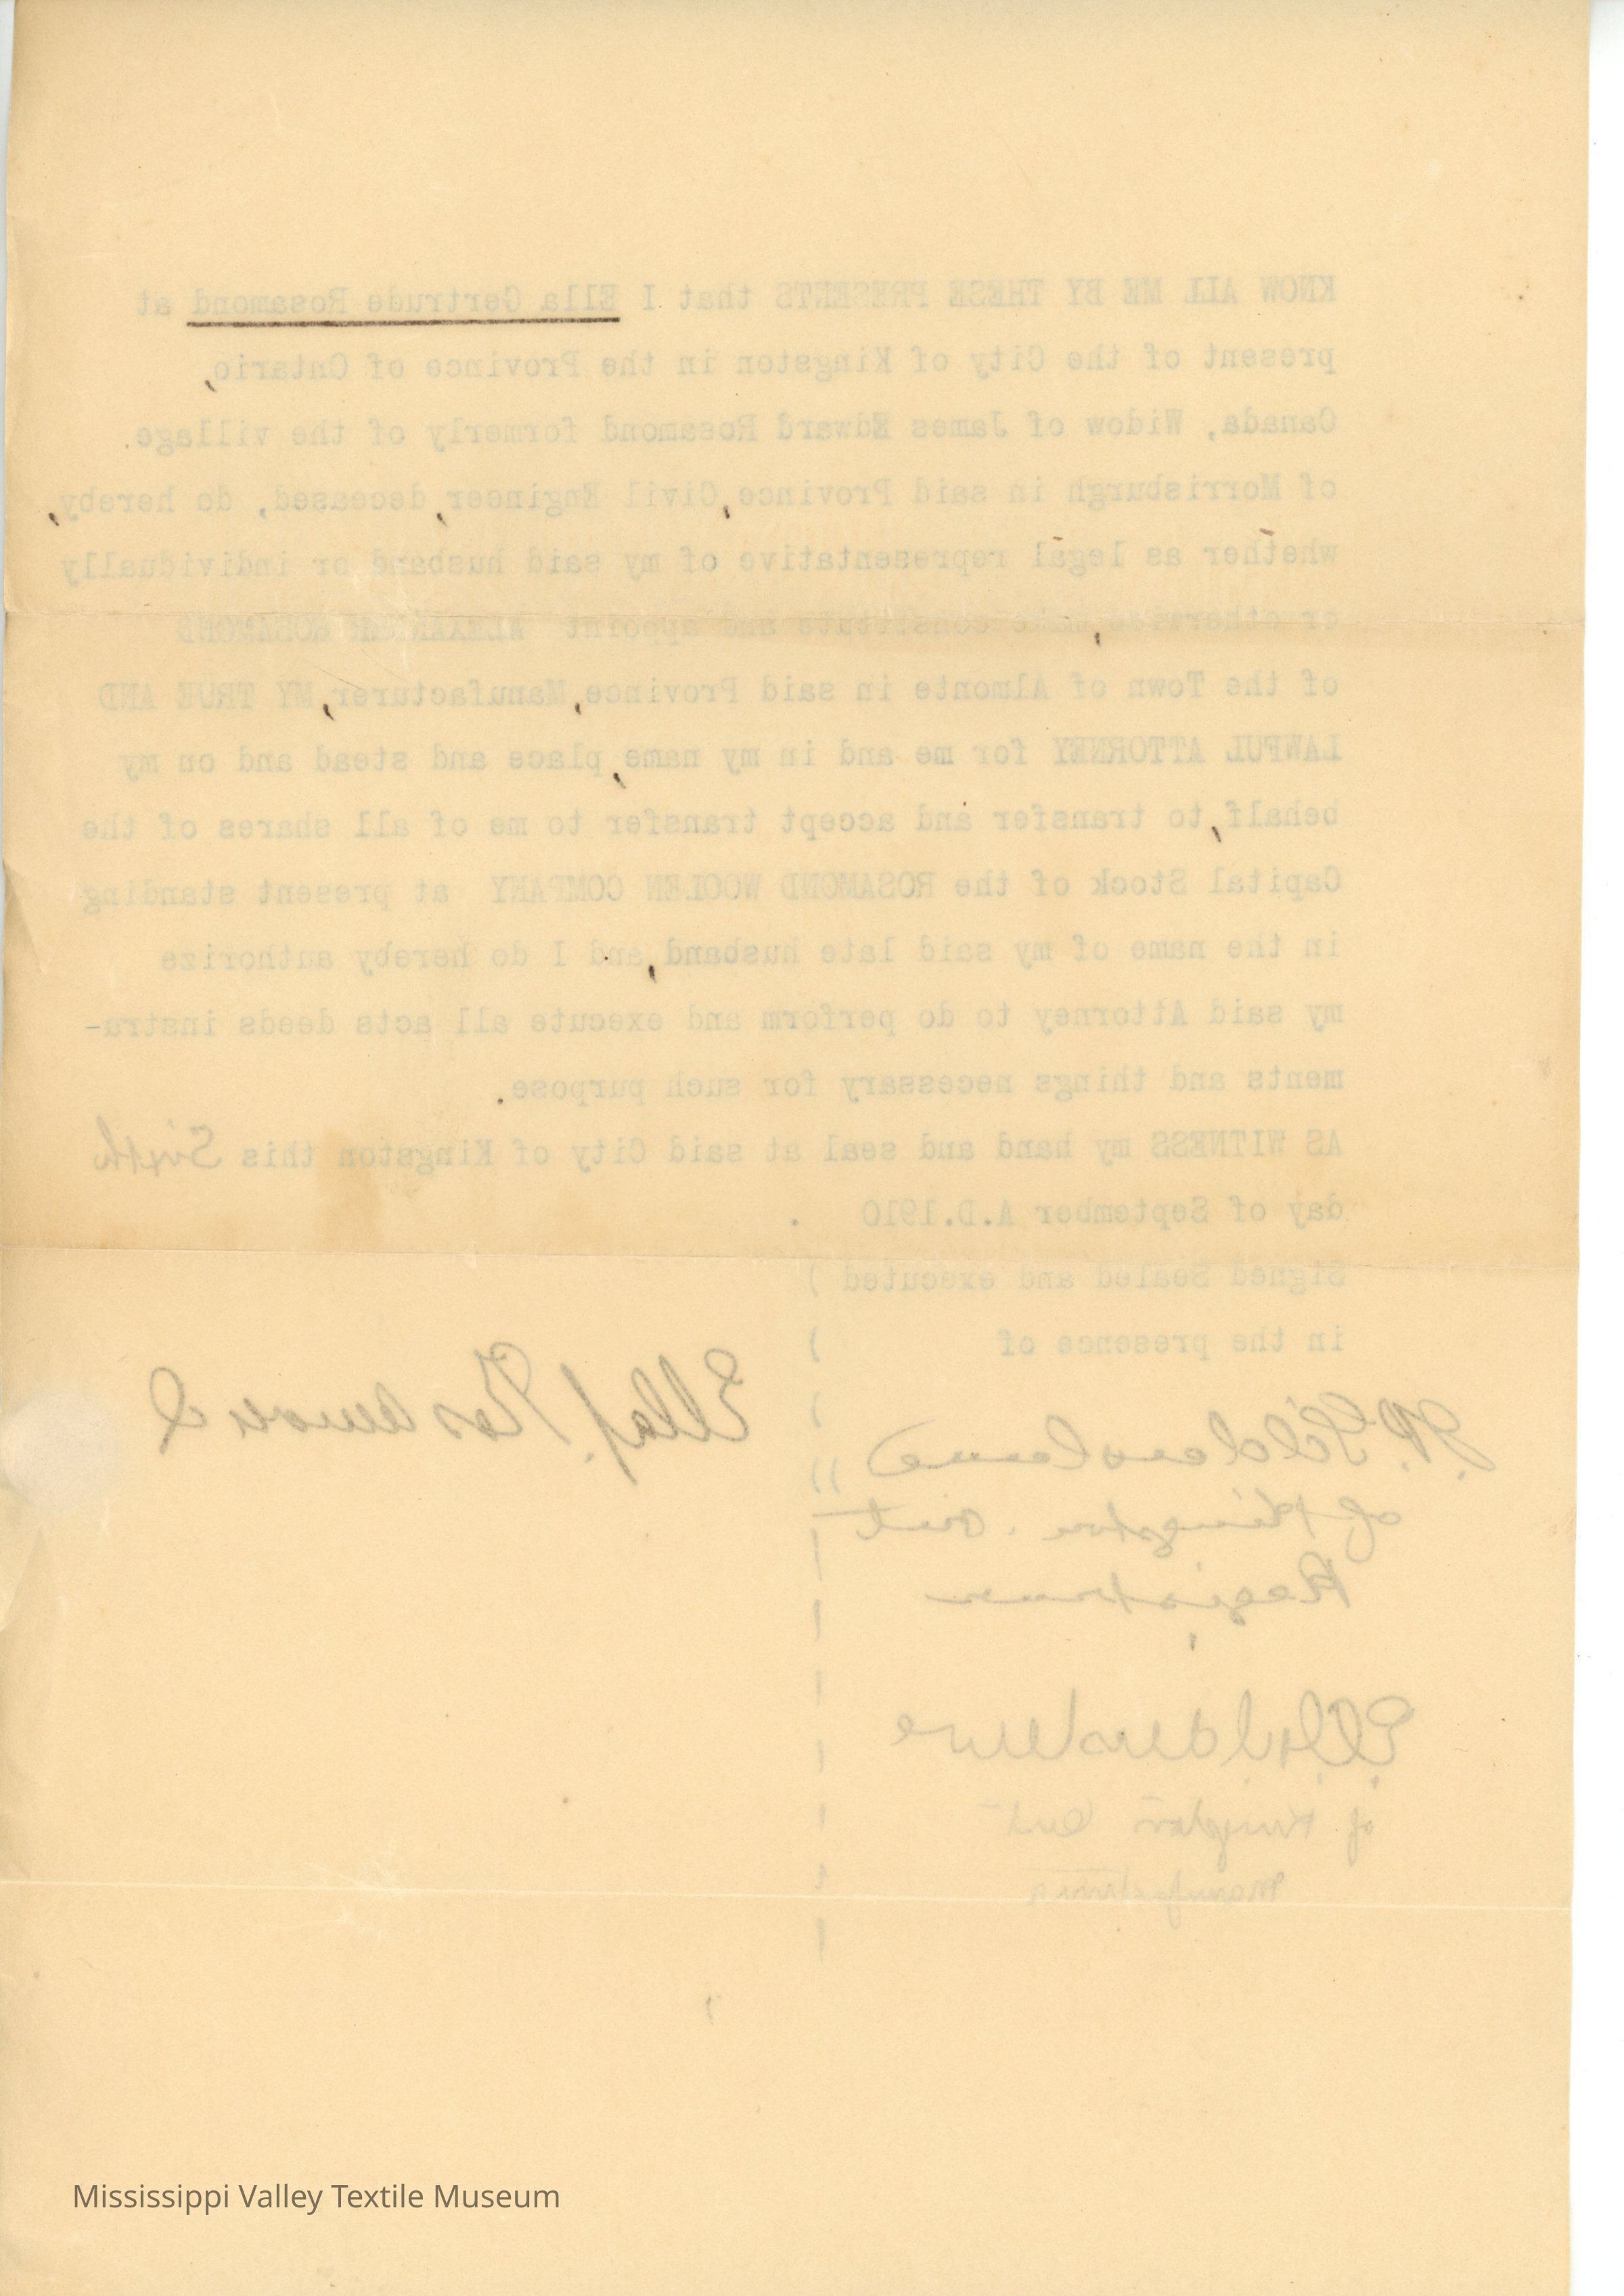 KNOW ALL ME BY THESE PRESENTS that I Ella Gertrude Rosamond at
present of the City of Kingston in the Province of Ontario,
Canada, Widow of James Edward Rosamond formerly of the village
of Morrisburgh in said Province, Civil Engineer, deceased, do hereby,
whether as legal representative of my said husband or individually
or otherwise, make constitute and appoint ALEXANDER ROSAMOND
of the Town of Almonte in said Province, Manufacturer, MY TRUE AND
LAWFUL ATTORNEY for me and in my name, place and stead and on my
behalf, to transfer and accept transfer to me of all shares of the
Capital Stock of the ROSAMOND WOOLEN COMPANY at present standing
in the name of my said late husband, and I do hereby authorize
my said Attorney to do perform and execute all acts deeds instru-
ments and things necessary for such purpose.
AS WITNESS my hand and seal at said City of Kingston this Sixth
day of September A.D.1910 .
Signed Sealed and executed )
in the presence of )
Ella G. Rosamond
of Kingston Ont
Registrar
of Kingston Ont
Manufacturer
Mississippi Valley Textile Museum